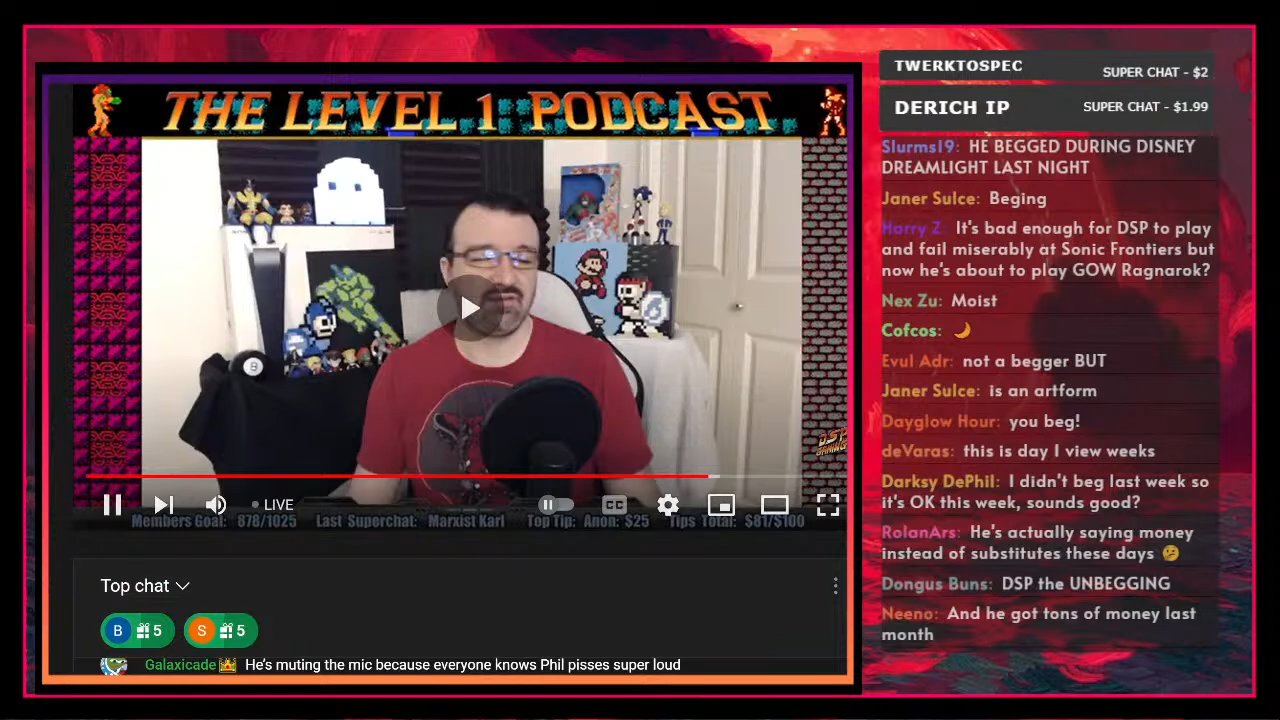 THE LEVEL 1 PODCAST
B
LIVE
CC
Members Goal: 878/1025 Last Superchat: Marxist Karl Top Tip: Anon: $25 Tips Total: $81/$100
Top chat
B 5 S 5
Galaxicade He's muting the mic because everyone knows Phil pisses super loud
TWERKTOSPEC SUPER CHAT - $2
DERICH IP SUPER CHAT - $1.99
Slurms19: HE BEGGED DURING DISNEY
DREAMLIGHT LAST NIGHT
Janer Sulce: Beging
Harry Z: It's bad enough for DSP to play
and fail miserably at Sonic Frontiers but
now he's about to play GOW Ragnarok?
Nex Zu: Moist
Cofcos: 🌙
Evul Adr: not a begger BUT
Janer Sulce: is an artform
Dayglow Hour: you beg!
deVaras: this is day I view weeks
Darksy DePhil: I didn't beg last week so
it's OK this week, sounds good?
RolanArs: He's actually saying money
instead of substitutes these days 🤔
Dongus Buns: DSP the UNBEGGING
Neeno: And he got tons of money last
month